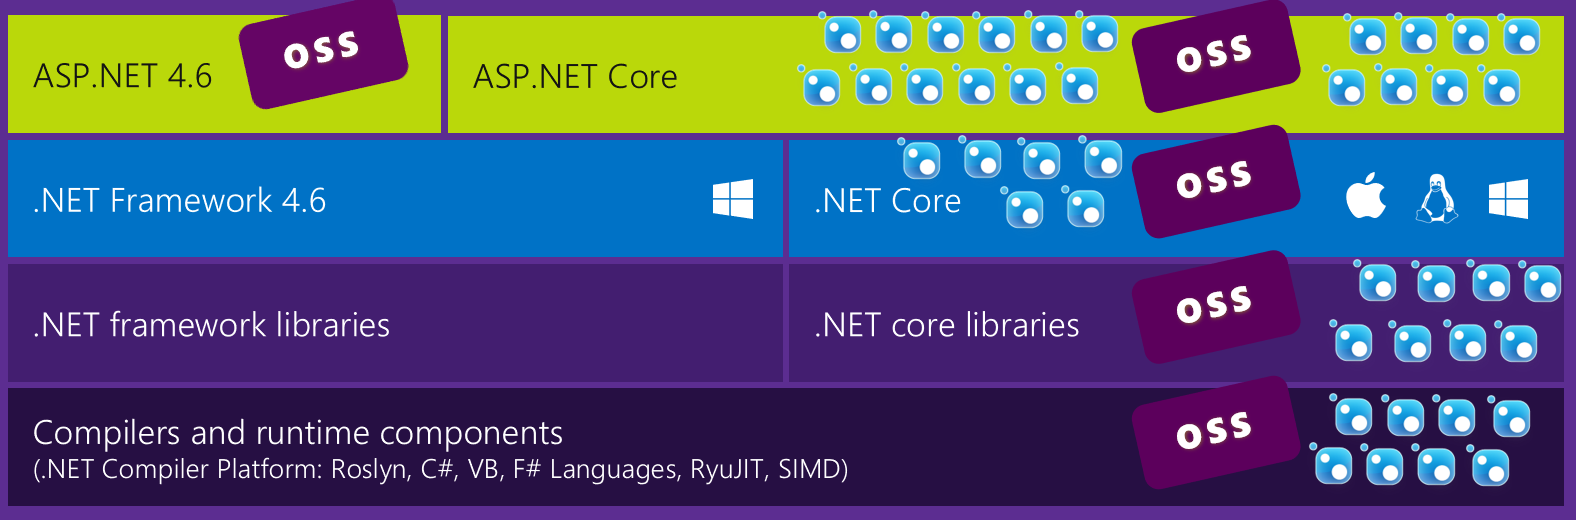 ASP.NET 4.6
oss
ASP.NET Core
oss
.NET Framework 4.6
.NET Core
oss
.NET framework libraries
.NET core libraries
oss
Compilers and runtime components
(.NET Compiler Platform: Roslyn, C#, VB, F# Languages, RyuJIT, SIMD)
oss